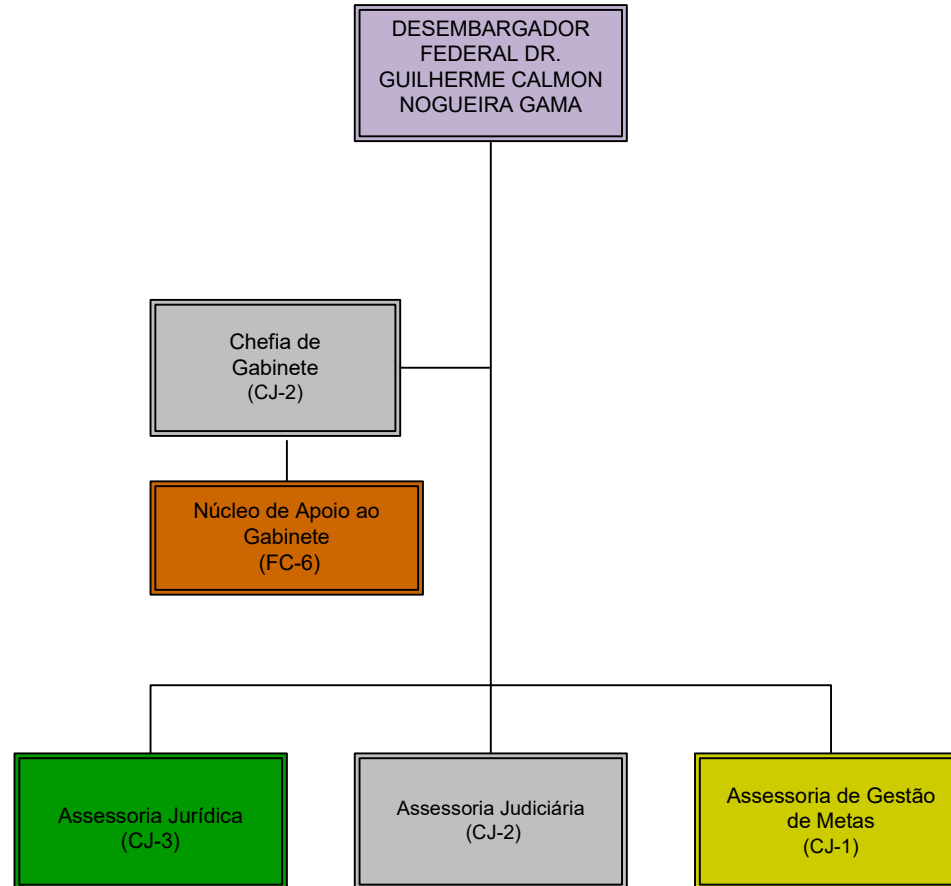 DESEMBARGADOR
FEDERAL DR.
GUILHERME CALMON
NOGUEIRA GAMA
Chefia de
Gabinete
(CJ-2)
Núcleo de Apoio ao
Gabinete
(FC-6)
Assessoria Jurídica
(CJ-3)
Assessoria Judiciária
(CJ-2)
Assessoria de Gestão
de Metas
(CJ-1)